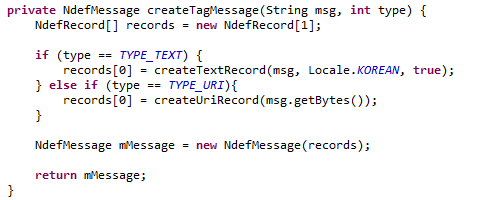 private NdefMessage createTagMessage(String msg, int type) {
    NdefRecord[] records = new NdefRecord[1];

    if (type == TYPE_TEXT) {
        records[0] = createTextRecord(msg, Locale.KOREAN, true);
    } else if (type == TYPE_URI){
        records[0] = createUriRecord(msg.getBytes());
    }

    NdefMessage mMessage = new NdefMessage(records);

    return mMessage;
}